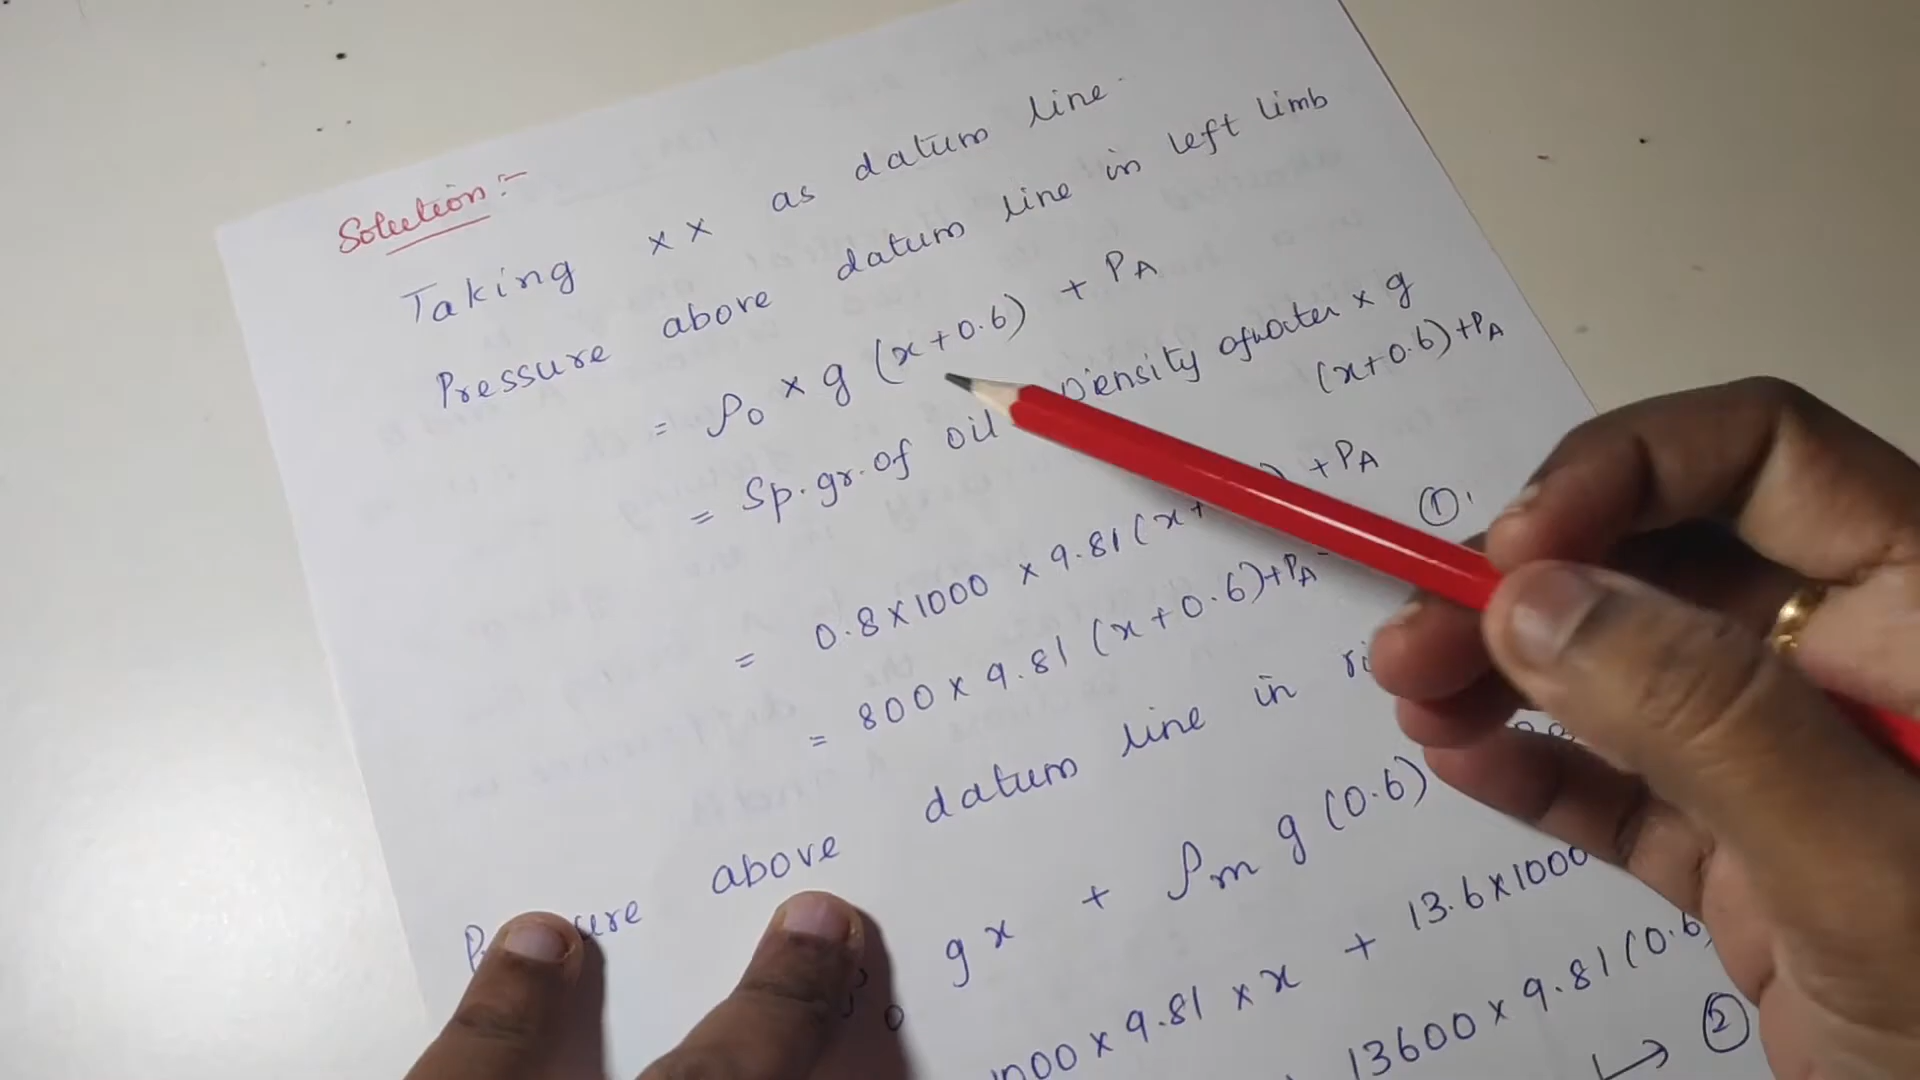 Solution:-
Taking x x as datum line.
Pressure above datum line in left limb
= ρ₀ × g (x+0.6) + PA
= Sp. gr. of oil Density of water × g
(x+0.6)+PA
= 0.8×1000 × 9.81 (x+ ) +PA
①
= 800 × 9.81 (x+0.6)+PA
above datum line in
gx + ρm g (0.6)
× 9.81 × x + 13.6×1000
13600 × 9.81 (0.6
→ ②